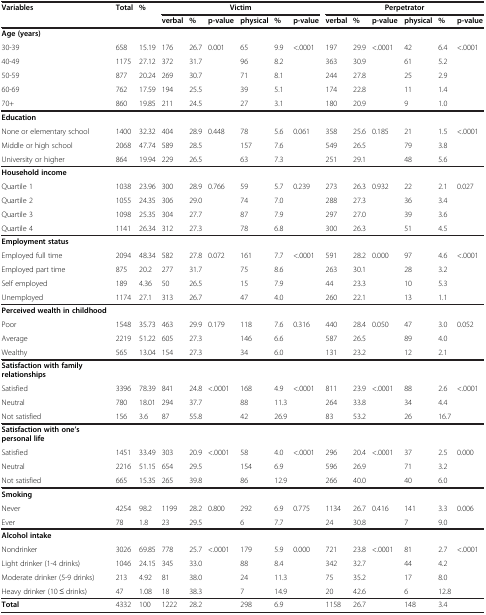 Variables Total % Victim Perpetrator
verbal % p-value physical % p-value verbal % p-value physical % p-value
Age (years)
30-39 658 15.19 176 26.7 0.001 65 9.9 <.0001 197 29.9 <.0001 42 6.4 <.0001
40-49 1175 27.12 372 31.7 96 8.2 363 30.9 61 5.2
50-59 877 20.24 269 30.7 71 8.1 244 27.8 25 2.9
60-69 762 17.59 194 25.5 39 5.1 174 22.8 11 1.4
70+ 860 19.85 211 24.5 27 3.1 180 20.9 9 1.0
Education
None or elementary school 1400 32.32 404 28.9 0.448 78 5.6 0.061 358 25.6 0.185 21 1.5 <.0001
Middle or high school 2068 47.74 589 28.5 157 7.6 549 26.5 79 3.8
University or higher 864 19.94 229 26.5 63 7.3 251 29.1 48 5.6
Household income
Quartile 1 1038 23.96 300 28.9 0.766 59 5.7 0.239 273 26.3 0.932 22 2.1 0.027
Quartile 2 1055 24.35 306 29.0 74 7.0 288 27.3 36 3.4
Quartile 3 1098 25.35 304 27.7 87 7.9 297 27.0 39 3.6
Quartile 4 1141 26.34 312 27.3 78 6.8 300 26.3 51 4.5
Employment status
Employed full time 2094 48.34 582 27.8 0.072 161 7.7 <.0001 591 28.2 0.000 97 4.6 <.0001
Employed part time 875 20.2 277 31.7 75 8.6 263 30.1 28 3.2
Self employed 189 4.36 50 26.5 15 7.9 44 23.3 10 5.3
Unemployed 1174 27.1 313 26.7 47 4.0 260 22.1 13 1.1
Perceived wealth in childhood
Poor 1548 35.73 463 29.9 0.179 118 7.6 0.316 440 28.4 0.050 47 3.0 0.052
Average 2219 51.22 605 27.3 146 6.6 587 26.5 89 4.0
Wealthy 565 13.04 154 27.3 34 6.0 131 23.2 12 2.1
Satisfaction with family
relationships
Satisfied 3396 78.39 841 24.8 <.0001 168 4.9 <.0001 811 23.9 <.0001 88 2.6 <.0001
Neutral 780 18.01 294 37.7 88 11.3 264 33.8 34 4.4
Not satisfied 156 3.6 87 55.8 42 26.9 83 53.2 26 16.7
Satisfaction with one's
personal life
Satisfied 1451 33.49 303 20.9 <.0001 58 4.0 <.0001 296 20.4 <.0001 37 2.5 0.000
Neutral 2216 51.15 654 29.5 154 6.9 596 26.9 71 3.2
Not satisfied 665 15.35 265 39.8 86 12.9 266 40.0 40 6.0
Smoking
Never 4254 98.2 1199 28.2 0.800 292 6.9 0.775 1134 26.7 0.416 141 3.3 0.006
Ever 78 1.8 23 29.5 6 7.7 24 30.8 7 9.0
Alcohol intake
Nondrinker 3026 69.85 778 25.7 <.0001 179 5.9 0.000 721 23.8 <.0001 81 2.7 <.0001
Light drinker (1-4 drinks) 1046 24.15 345 33.0 88 8.4 342 32.7 44 4.2
Moderate drinker (5-9 drinks) 213 4.92 81 38.0 24 11.3 75 35.2 17 8.0
Heavy drinker (10 ≤ drinks) 47 1.08 18 38.3 7 14.9 20 42.6 6 12.8
Total 4332 100 1222 28.2 298 6.9 1158 26.7 148 3.4